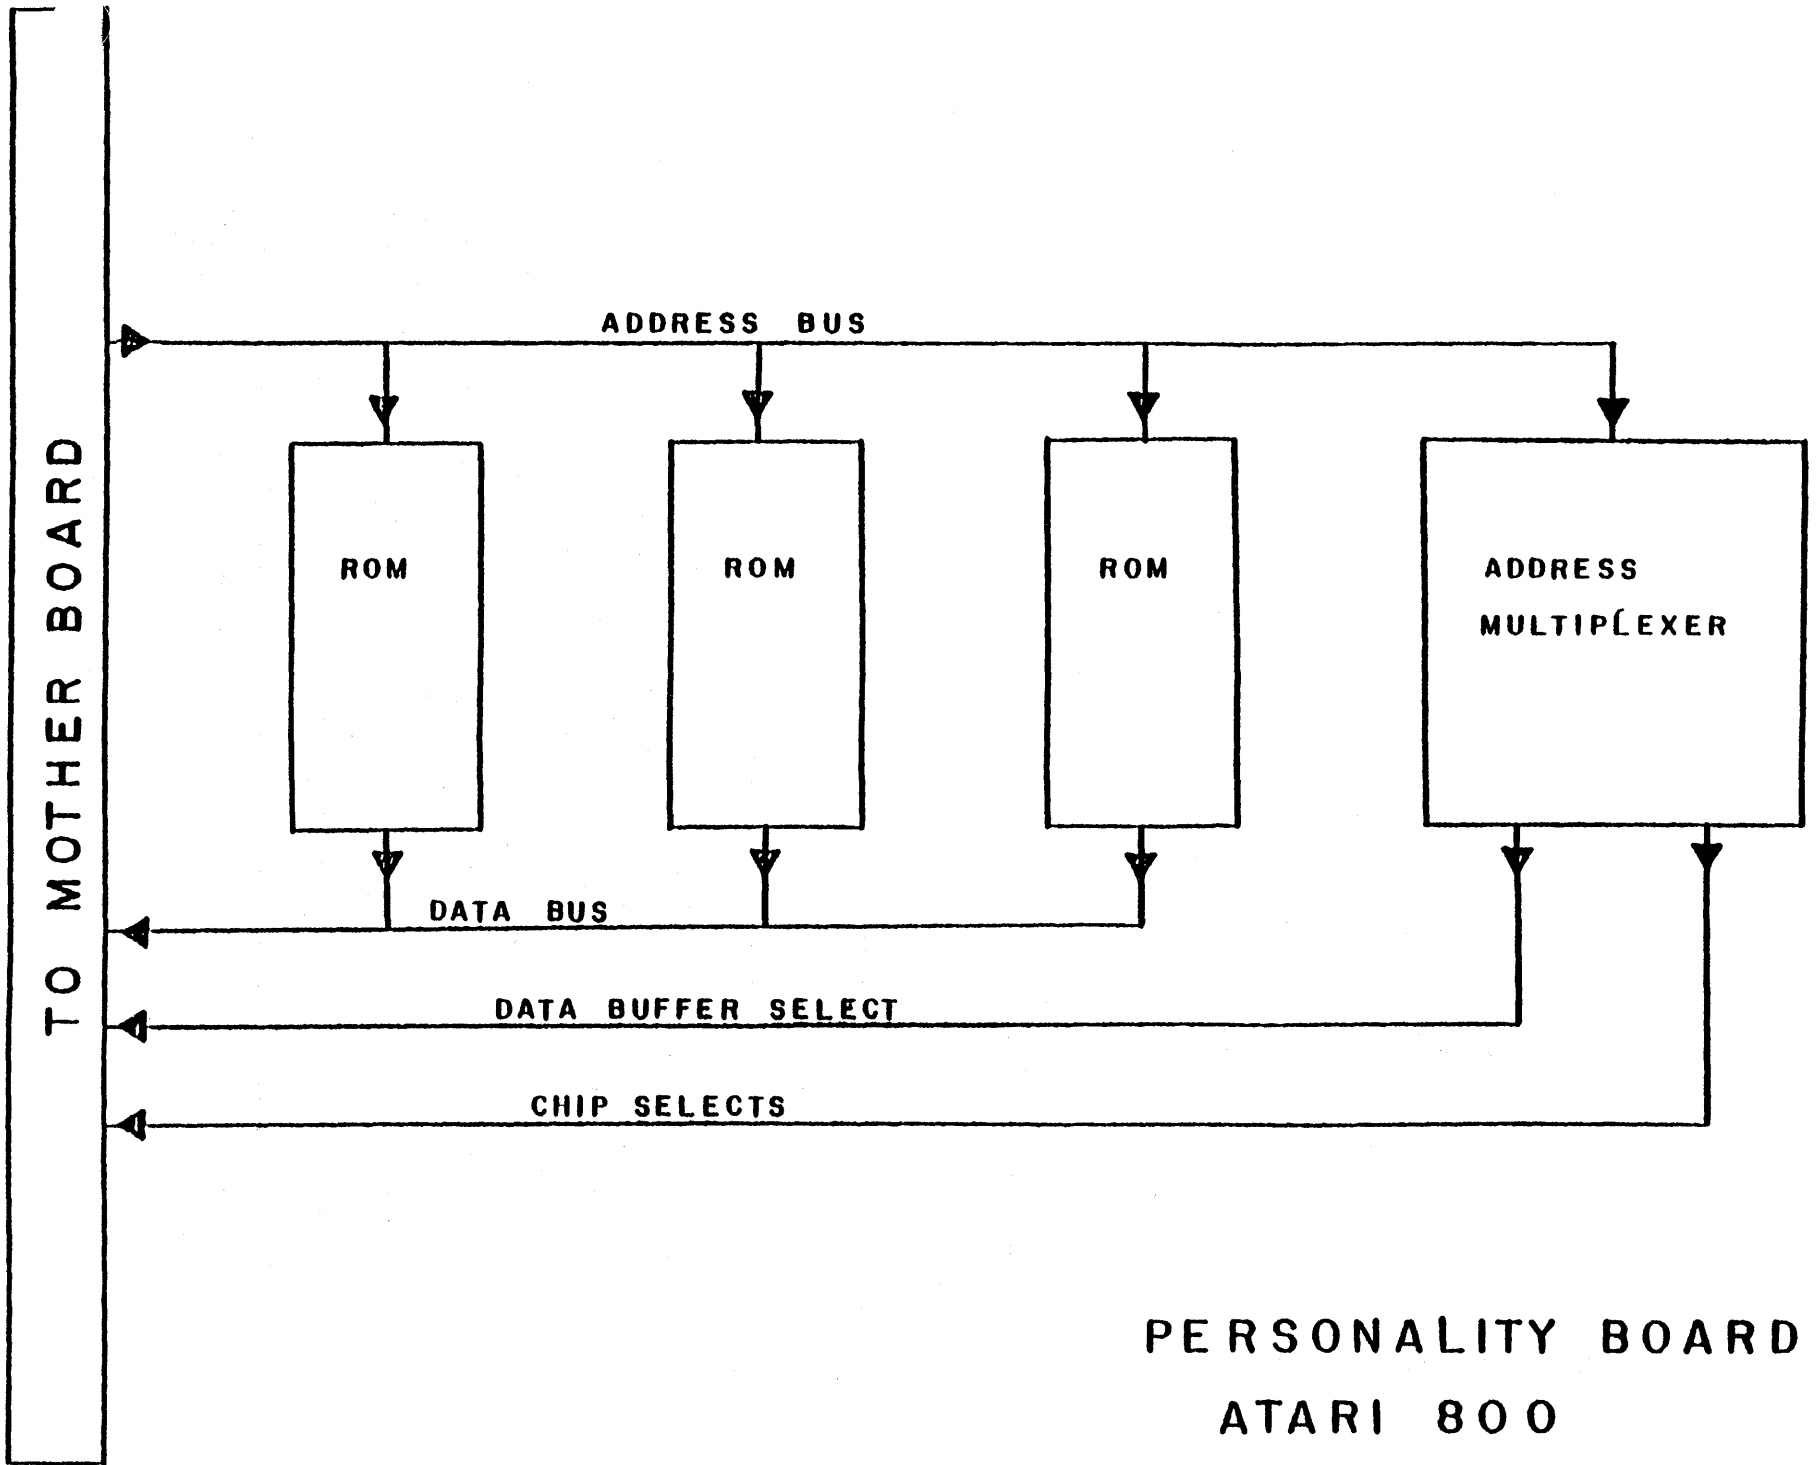 TO MOTHER BOARD
ADDRESS BUS
ROM
ROM
ROM
ADDRESS
MULTIPLEXER
DATA BUS
DATA BUFFER SELECT
CHIP SELECTS
PERSONALITY BOARD
ATARI 800